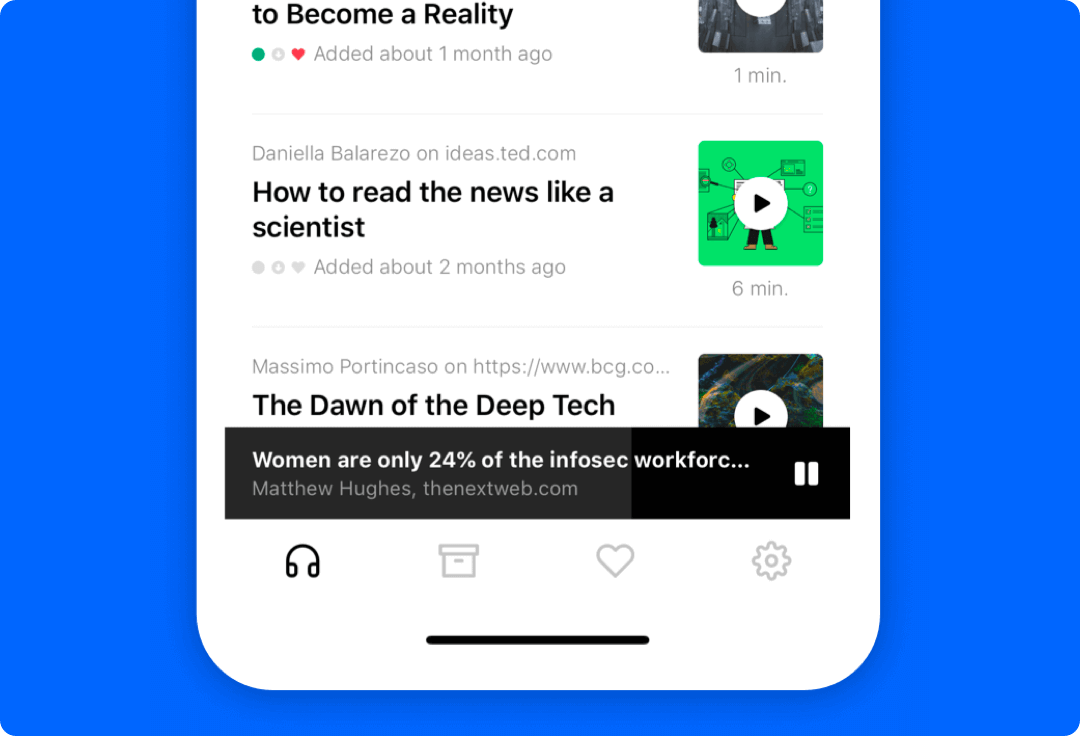 to Become a Reality
Added about 1 month ago
1 min.
Daniella Balarezo on ideas.ted.com
How to read the news like a
scientist
Added about 2 months ago
6 min.
Massimo Portincaso on https://www.bcg.co...
The Dawn of the Deep Tech
Women are only 24% of the infosec workforc...
Matthew Hughes, thenextweb.com